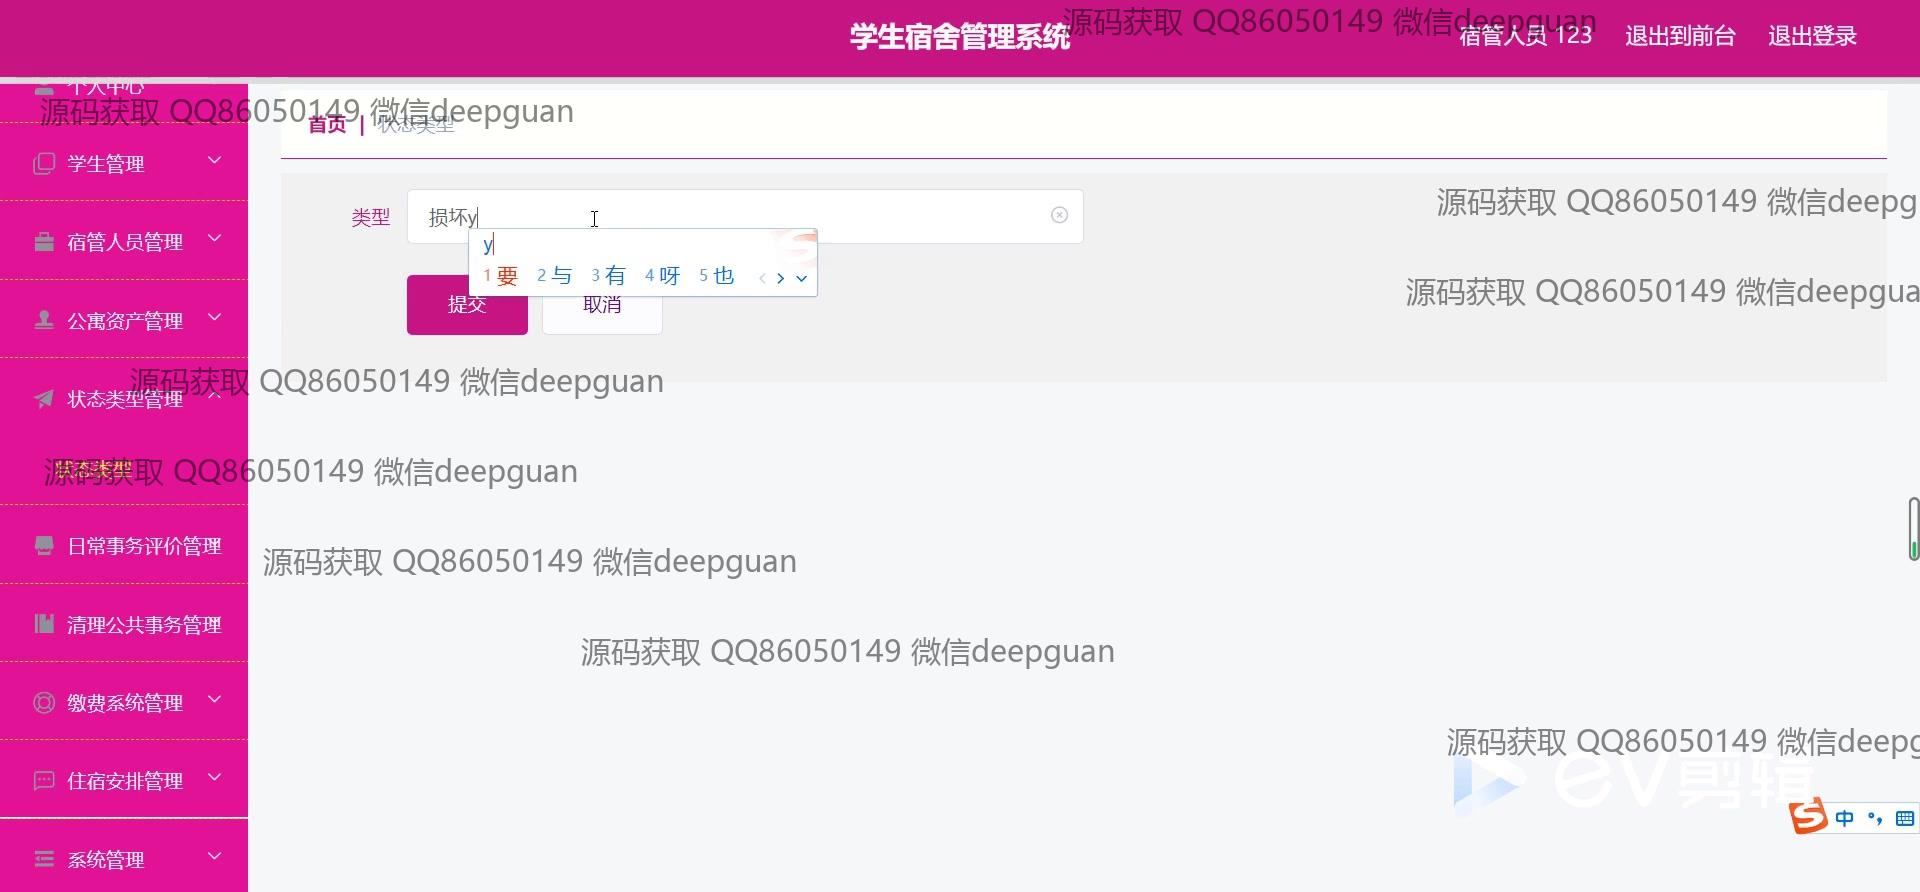 学生宿舍管理系统
源码获取 QQ86050149 微信deepguan
宿管人员 123
退出到前台
退出登录
个人中心
源码获取 QQ86050149 微信deepguan
首页 | 状态类型
学生管理
源码获取 QQ86050149 微信deepg
类型
损坏y
宿管人员管理
y
1 要 2 与 3 有 4 呀 5 也
源码获取 QQ86050149 微信deepgua
提交
取消
公寓资产管理
源码获取 QQ86050149 微信deepguan
状态类型管理
状态类型
源码获取 QQ86050149 微信deepguan
日常事务评价管理
源码获取 QQ86050149 微信deepguan
清理公共事务管理
源码获取 QQ86050149 微信deepguan
缴费系统管理
源码获取 QQ86050149 微信deepg
住宿安排管理
EV剪辑
S 中
系统管理